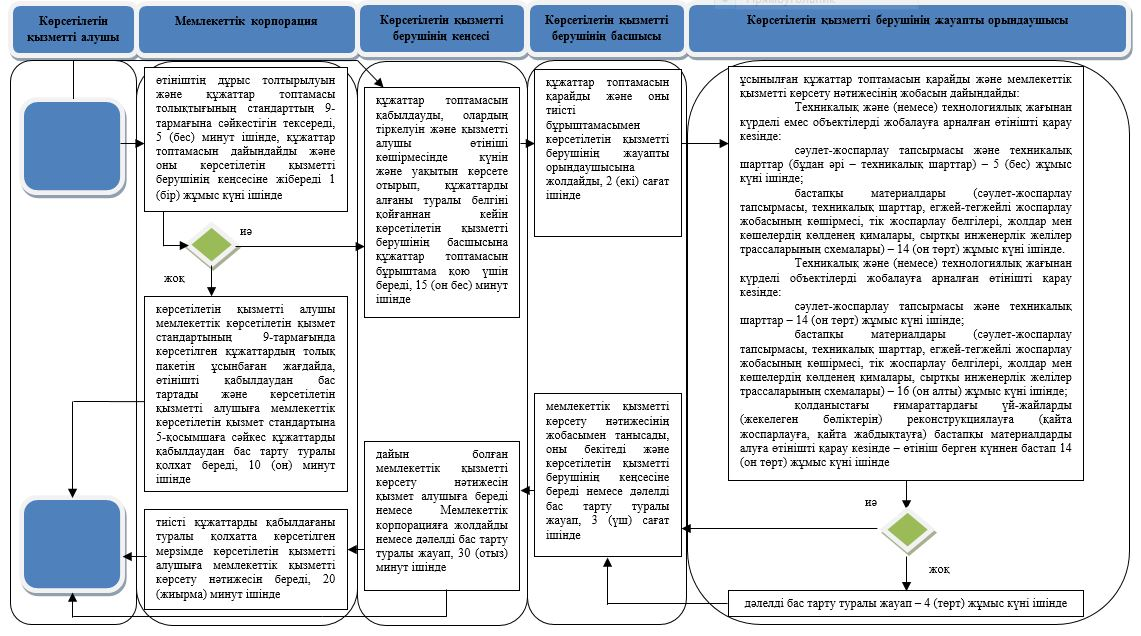 Көрсетілетін
қызметті алушы
Мемлекеттік корпорация
Көрсетілетін қызметті
берушінің кеңсесі
Көрсетілетін қызметті
берушінің басшысы
Көрсетілетін қызметті берушінің жауапты орындаушысы
өтініштің дұрыс толтырылуын
және құжаттар топтамасы
толықтығының стандарттың 9-
тармағына сәйкестігін тексереді,
5 (бес) минут ішінде, құжаттар
топтамасын дайындайды және
оны көрсетілетін қызметті
берушінің кеңсесіне жібереді 1
(бір) жұмыс күні ішінде
иә
жоқ
көрсетілетін қызметті алушы
мемлекеттік көрсетілетін қызмет
стандартының 9-тармағында
көрсетілген құжаттардың толық
пакетін ұсынбаған жағдайда,
өтінішті қабылдаудан бас
тартады және көрсетілетін
қызметті алушыға мемлекеттік
көрсетілетін қызмет стандартына
5-қосымшаға сәйкес құжаттарды
қабылдаудан бас тарту туралы
қолхат береді, 10 (он) минут
ішінде
тиісті құжаттарды қабылдағаны
туралы қолхатта көрсетілген
мерзімде көрсетілетін қызметті
алушыға мемлекеттік қызметті
көрсету нәтижесін береді, 20
(жиырма) минут ішінде
құжаттар топтамасын
қабылдауды, олардың
тіркелуін және қызметті
алушы өтініші
көшірмесінде күнін
және уақытын көрсете
отырып, құжаттарды
алғаны туралы белгіні
қойғаннан кейін
көрсетілетін қызметті
берушінің басшысына
құжаттар топтамасын
бұрыштама қою үшін
береді, 15 (он бес) минут
ішінде
дайын болған
мемлекеттік қызметті
көрсету нәтижесін
қызмет алушыға береді
немесе Мемлекеттік
корпорацияға жолдайды
немесе дәлелді бас тарту
туралы жауап, 30 (отыз)
минут ішінде
құжаттар топтамасын
қарайды және оны
тиісті
бұрыштамасымен
көрсетілетін қызметті
берушінің жауапты
орындаушысына
жолдайды, 2 (екі) сағат
ішінде
мемлекеттік қызметті
көрсету нәтижесінің
жобасымен танысады,
оны бекітеді және
көрсетілетін қызметті
берушінің кеңсесіне
береді немесе дәлелді
бас тарту туралы
жауап, 3 (үш) сағат
ішінде
ұсынылған құжаттар топтамасын қарайды және мемлекеттік
қызметті көрсету нәтижесінің жобасын дайындайды:
Техникалық және (немесе) технологиялық жағынан
күрделі емес объектілерді жобалауға арналған өтінішті қарау
кезінде:
сәулет-жоспарлау тапсырмасы және техникалық
шарттар (бұдан әрі – техникалық шарттар) – 5 (бес) жұмыс
күні ішінде;
бастапқы материалдары (сәулет-жоспарлау
тапсырмасы, техникалық шарттар, егжей-тегжейлі жоспарлау
жобасының көшірмесі, тік жоспарлау белгілері, жолдар мен
көшелердің көлденең қималары, сыртқы инженерлік желілер
трассаларының схемалары) – 14 (он төрт) жұмыс күні ішінде.
Техникалық және (немесе) технологиялық жағынан
күрделі объектілерді жобалауға арналған өтінішті қарау
кезінде:
сәулет-жоспарлау тапсырмасы және техникалық
шарттар – 14 (он төрт) жұмыс күні ішінде;
бастапқы материалдары (сәулет-жоспарлау
тапсырмасы, техникалық шарттар, егжей-тегжейлі жоспарлау
жобасының көшірмесі, тік жоспарлау белгілері, жолдар мен
көшелердің көлденең қималары, сыртқы инженерлік желілер
трассаларының схемалары) – 16 (он алты) жұмыс күні ішінде;
қолданыстағы ғимараттардағы үй-жайларды
(жекелеген бөліктерін) реконструкциялауға (қайта
жоспарлауға, қайта жабдықтауға) бастапқы материалдарды
алуға өтінішті қарау кезінде – өтініш берген күннен бастап 14
(он төрт) жұмыс күні ішінде
иә
жоқ
дәлелді бас тарту туралы жауап – 4 (төрт) жұмыс күні ішінде